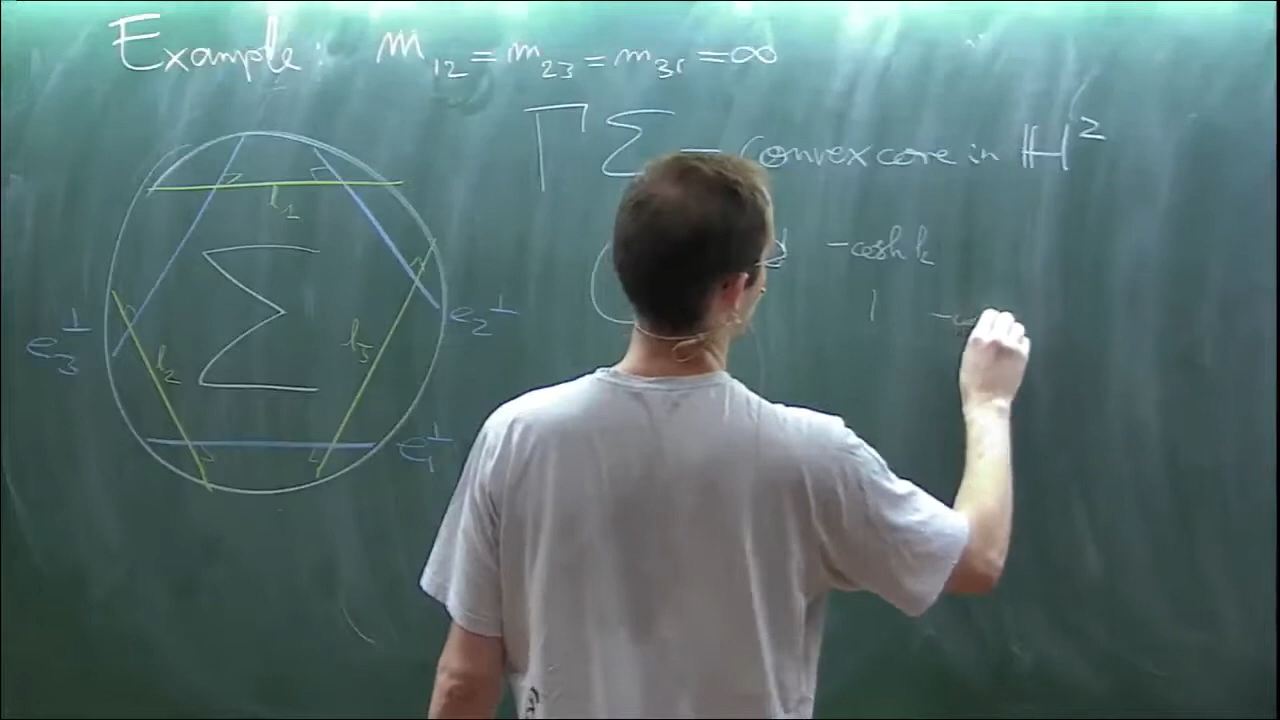 Example: m₁₂ = m₂₃ = m₃₁ = ∞
Γ Σ = convex core in ℍ²
l₁
Σ
e₃^⊥
l₂
l₃
e₂^⊥
e₁^⊥
-cosh l₂
1